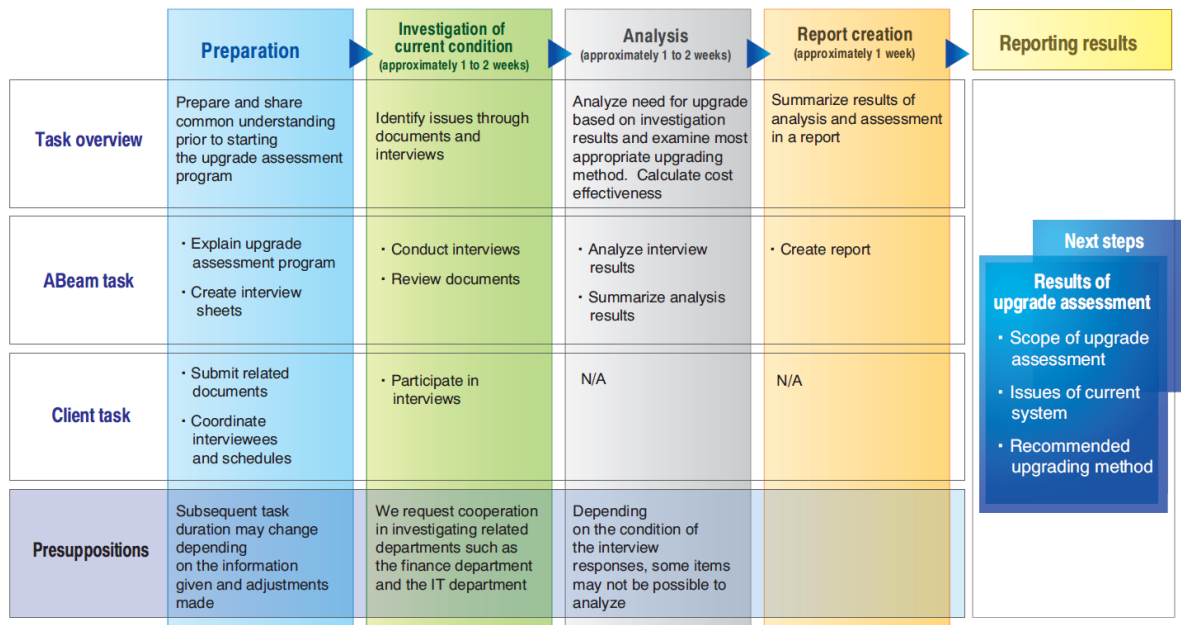 Preparation
Investigation of
current condition
(approximately 1 to 2 weeks)
Analysis
(approximately 1 to 2 weeks)
Report creation
(approximately 1 week)
Reporting results
Task overview
Prepare and share
common understanding
prior to starting
the upgrade assessment
program
Identify issues through
documents and
interviews
Analyze need for upgrade
based on investigation
results and examine most
appropriate upgrading
method.  Calculate cost
effectiveness
Summarize results of
analysis and assessment
in a report
ABeam task
・Explain upgrade
assessment program
・Create interview
sheets
・Conduct interviews
・Review documents
・Analyze interview
results
・Summarize analysis
results
・Create report
Client task
・Submit related
documents
・Coordinate
interviewees
and schedules
・Participate in
interviews
N/A
N/A
Presuppositions
Subsequent task
duration may change
depending
on the information
given and adjustments
made
We request cooperation
in investigating related
departments such as
the finance department
and the IT department
Depending
on the condition of
the interview
responses, some items
may not be possible to
analyze
Next steps
Results of
upgrade assessment
・Scope of upgrade
assessment
・Issues of current
system
・Recommended
upgrading method